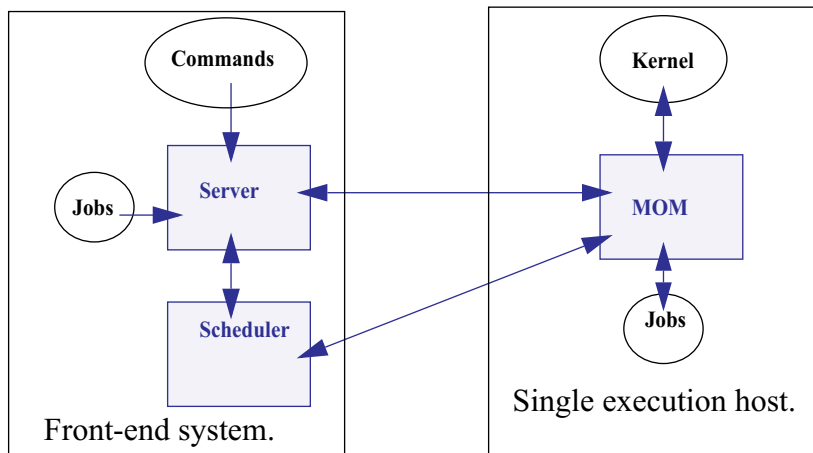 Commands
Server
Jobs
Scheduler
Front-end system.
Kernel
MOM
Jobs
Single execution host.